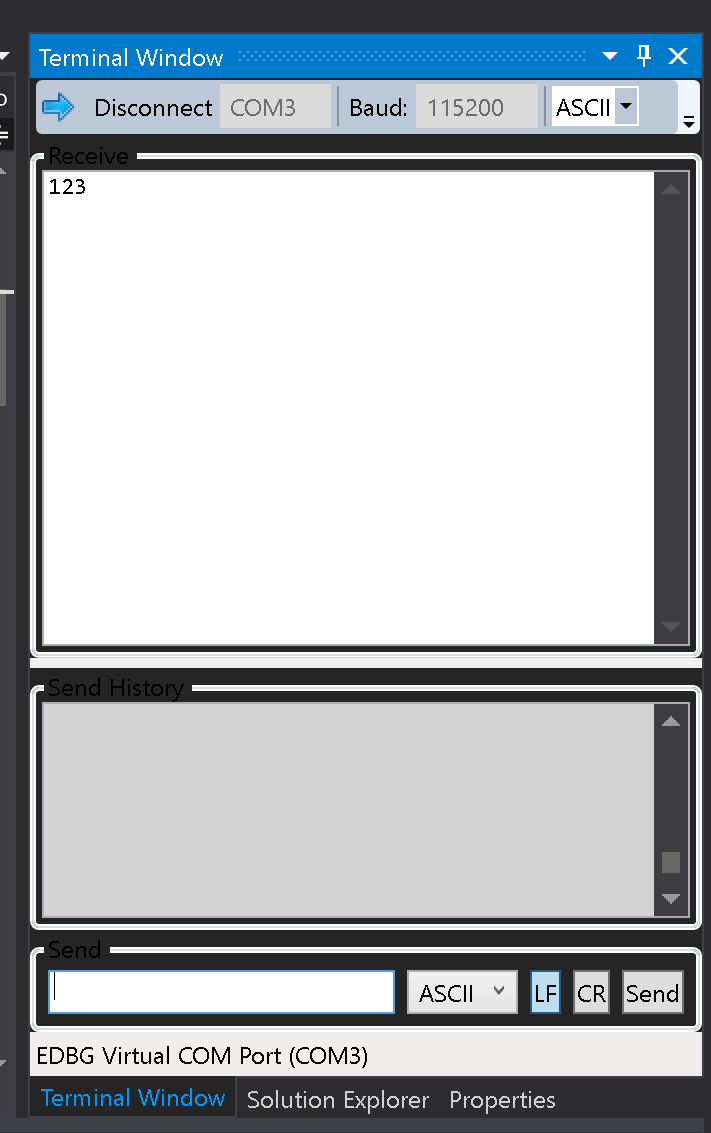 Terminal Window
Disconnect COM3 Baud: 115200 ASCII
Receive
123
Send History
Send
ASCII LF CR Send
EDBG Virtual COM Port (COM3)
Terminal Window Solution Explorer Properties